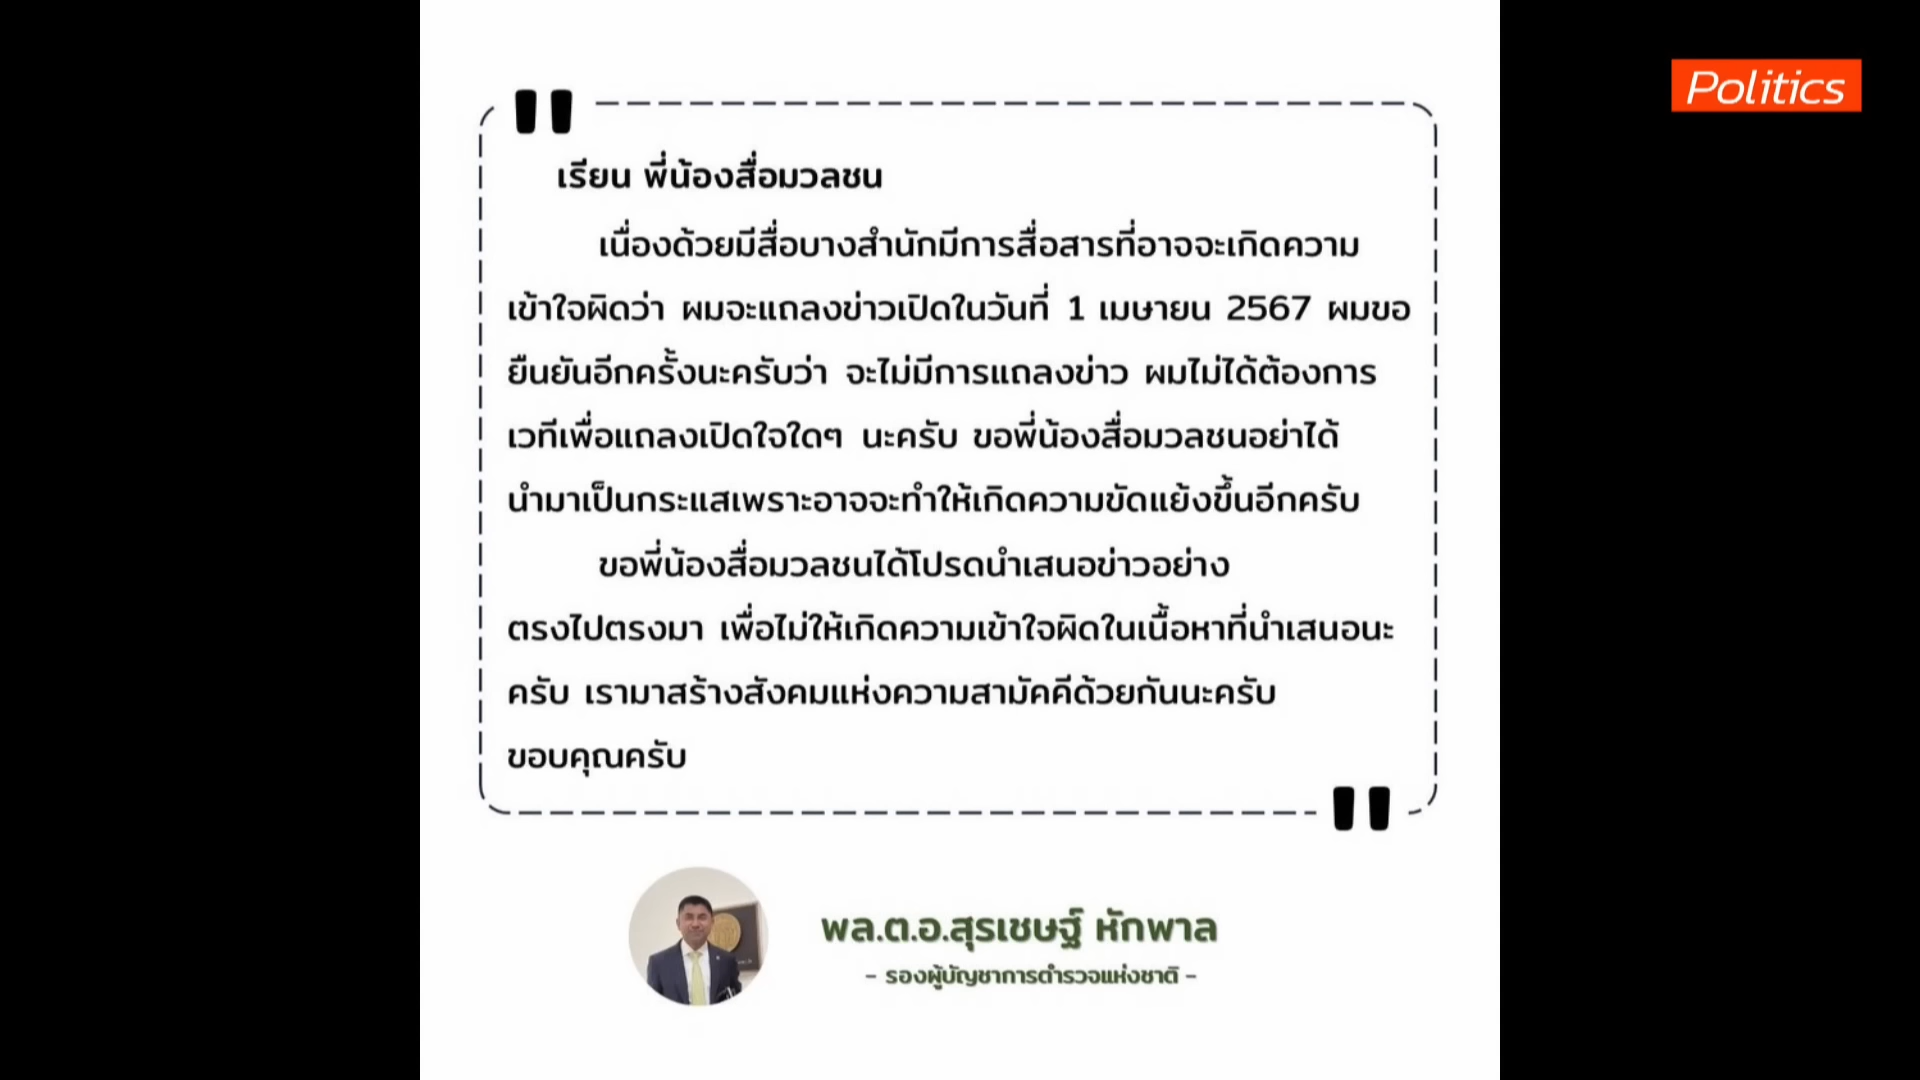 Politics
"
เรียน พี่น้องสื่อมวลชน
เนื่องด้วยมีสื่อบางสำนักมีการสื่อสารที่อาจจะเกิดความ
เข้าใจผิดว่า ผมจะแถลงข่าวเปิดในวันที่ 1 เมษายน 2567 ผมขอ
ยืนยันอีกครั้งนะครับว่า จะไม่มีการแถลงข่าว ผมไม่ได้ต้องการ
เวทีเพื่อแถลงเปิดใจใดๆ นะครับ ขอพี่น้องสื่อมวลชนอย่าได้
นำมาเป็นกระแสเพราะอาจจะทำให้เกิดความขัดแย้งขึ้นอีกครับ
ขอพี่น้องสื่อมวลชนได้โปรดนำเสนอข่าวอย่าง
ตรงไปตรงมา เพื่อไม่ให้เกิดความเข้าใจผิดในเนื้อหาที่นำเสนอนะ
ครับ เรามาสร้างสังคมแห่งความสามัคคีด้วยกันนะครับ
ขอบคุณครับ
"
พล.ต.อ.สุรเชษฐ์ หักพาล
- รองผู้บัญชาการตำรวจแห่งชาติ -